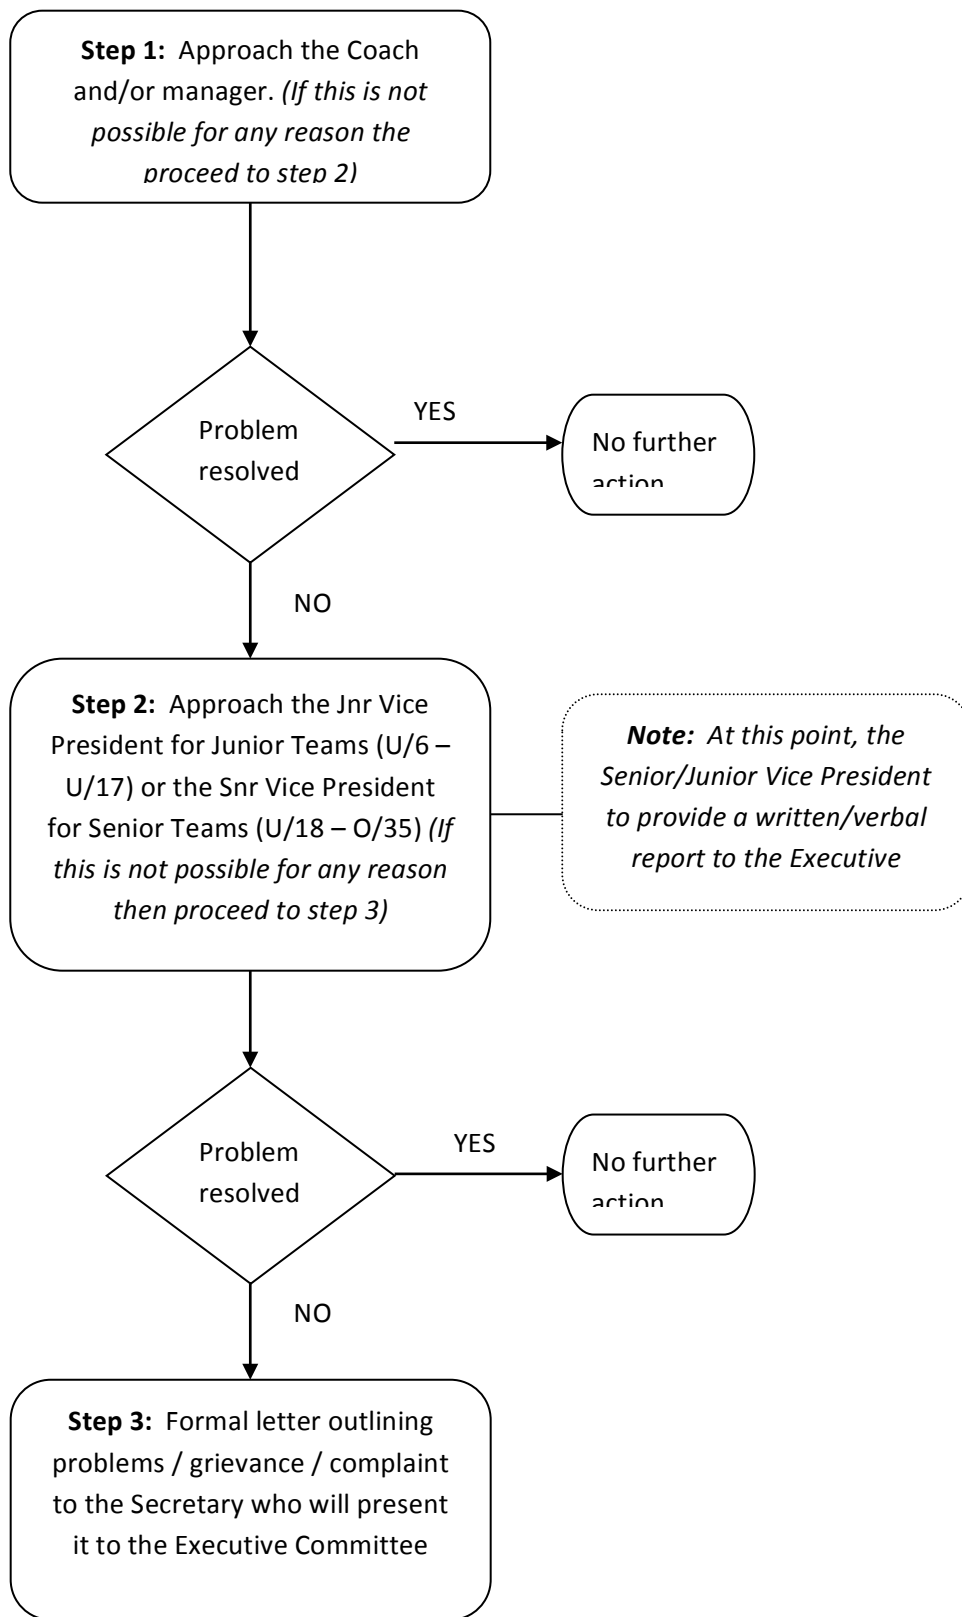 Step 1: Approach the Coach
and/or manager. (If this is not
possible for any reason the
proceed to step 2)
Problem
resolved
YES
No further
action
NO
Step 2: Approach the Jnr Vice
President for Junior Teams (U/6 –
U/17) or the Snr Vice President
for Senior Teams (U/18 – O/35) (If
this is not possible for any reason
then proceed to step 3)
Note: At this point, the
Senior/Junior Vice President
to provide a written/verbal
report to the Executive
Problem
resolved
YES
No further
action
NO
Step 3: Formal letter outlining
problems / grievance / complaint
to the Secretary who will present
it to the Executive Committee